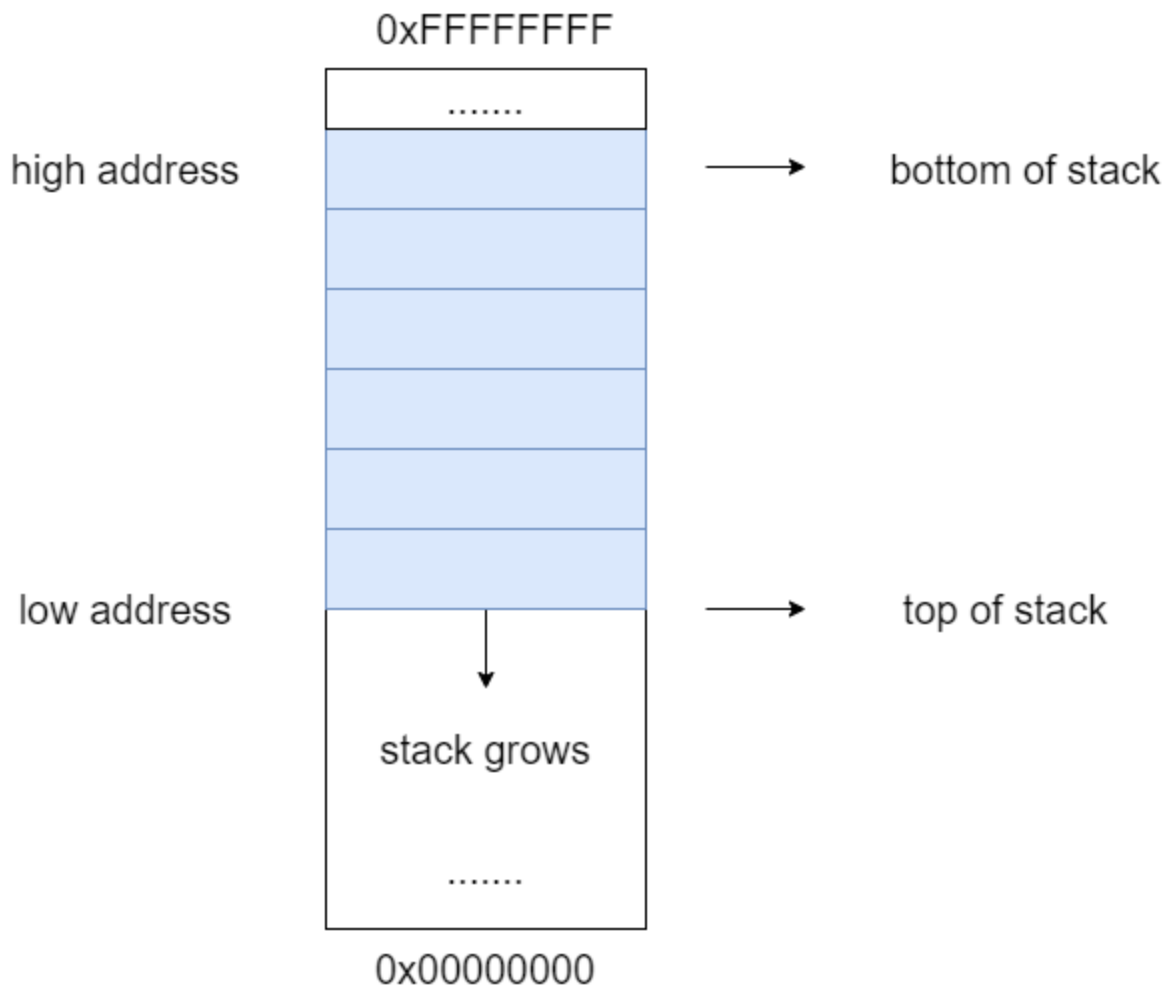 0xFFFFFFFF
.......
high address
bottom of stack
low address
top of stack
stack grows
.......
0x00000000